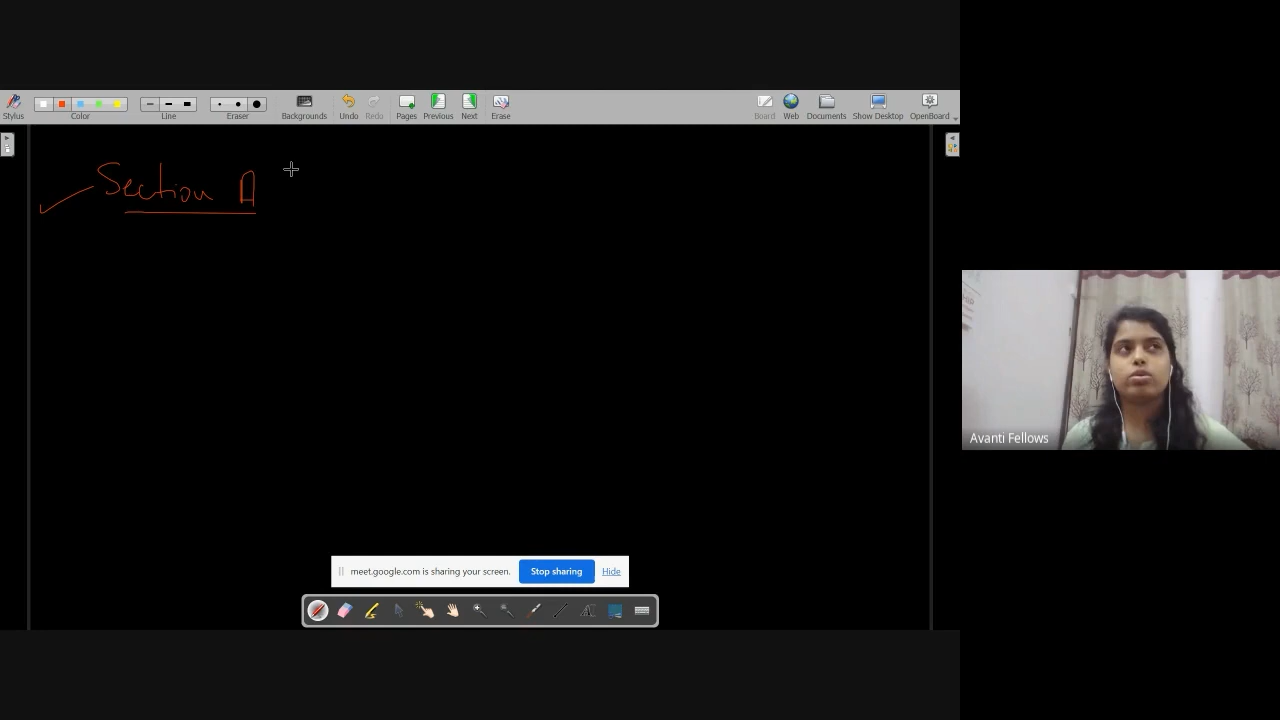 Stylus
Color
Line
Eraser
Backgrounds
Undo
Redo
Pages
Previous
Next
Erase
Board
Web
Documents
Show Desktop
OpenBoard
Section A
Avanti Fellows
meet.google.com is sharing your screen.
Stop sharing
Hide